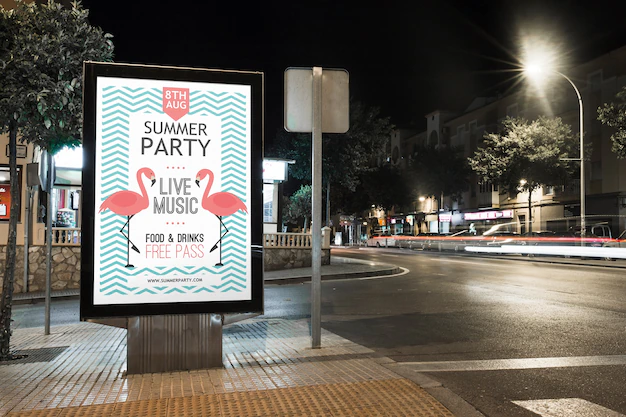 8TH
AUG
SUMMER
PARTY
LIVE
MUSIC
FOOD & DRINKS
FREE PASS
WWW.SUMMERPARTY.COM